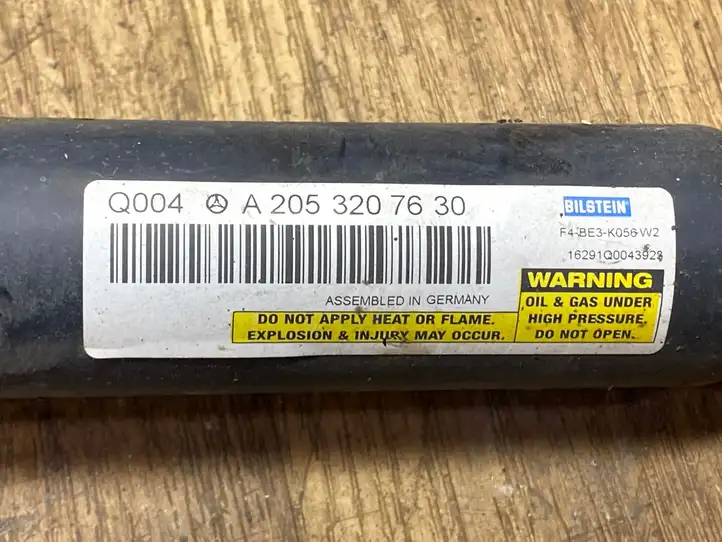 Q004 A 205 320 76 30
BILSTEIN
F4-BE3-K056-W2
16291Q0043923
ASSEMBLED IN GERMANY
WARNING
OIL & GAS UNDER
HIGH PRESSURE,
DO NOT OPEN.
DO NOT APPLY HEAT OR FLAME.
EXPLOSION & INJURY MAY OCCUR.